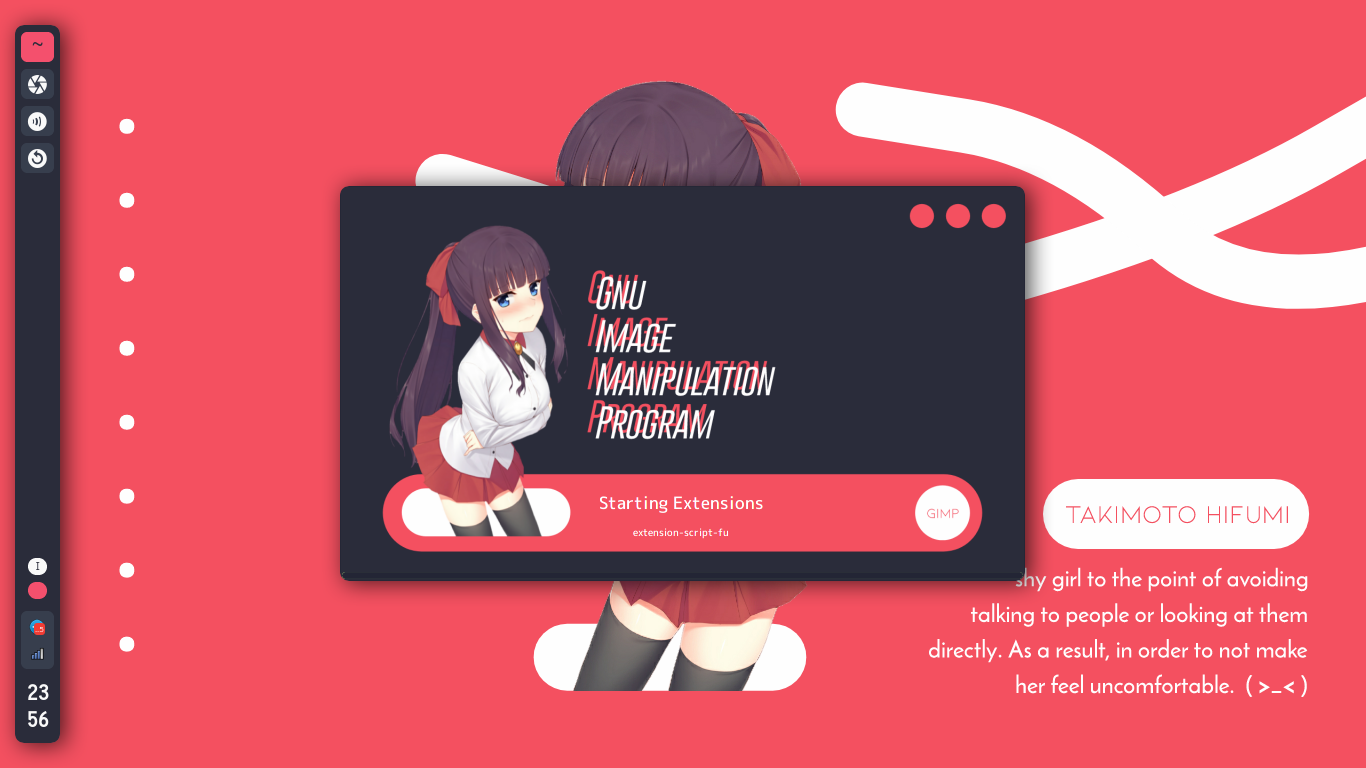 ~
GNU
IMAGE
MANIPULATION
PROGRAM
Starting Extensions
extension-script-fu
GIMP
TAKIMOTO HIFUMI
shy girl to the point of avoiding
talking to people or looking at them
directly. As a result, in order to not make
her feel uncomfortable. ( >_< )
I
23
56